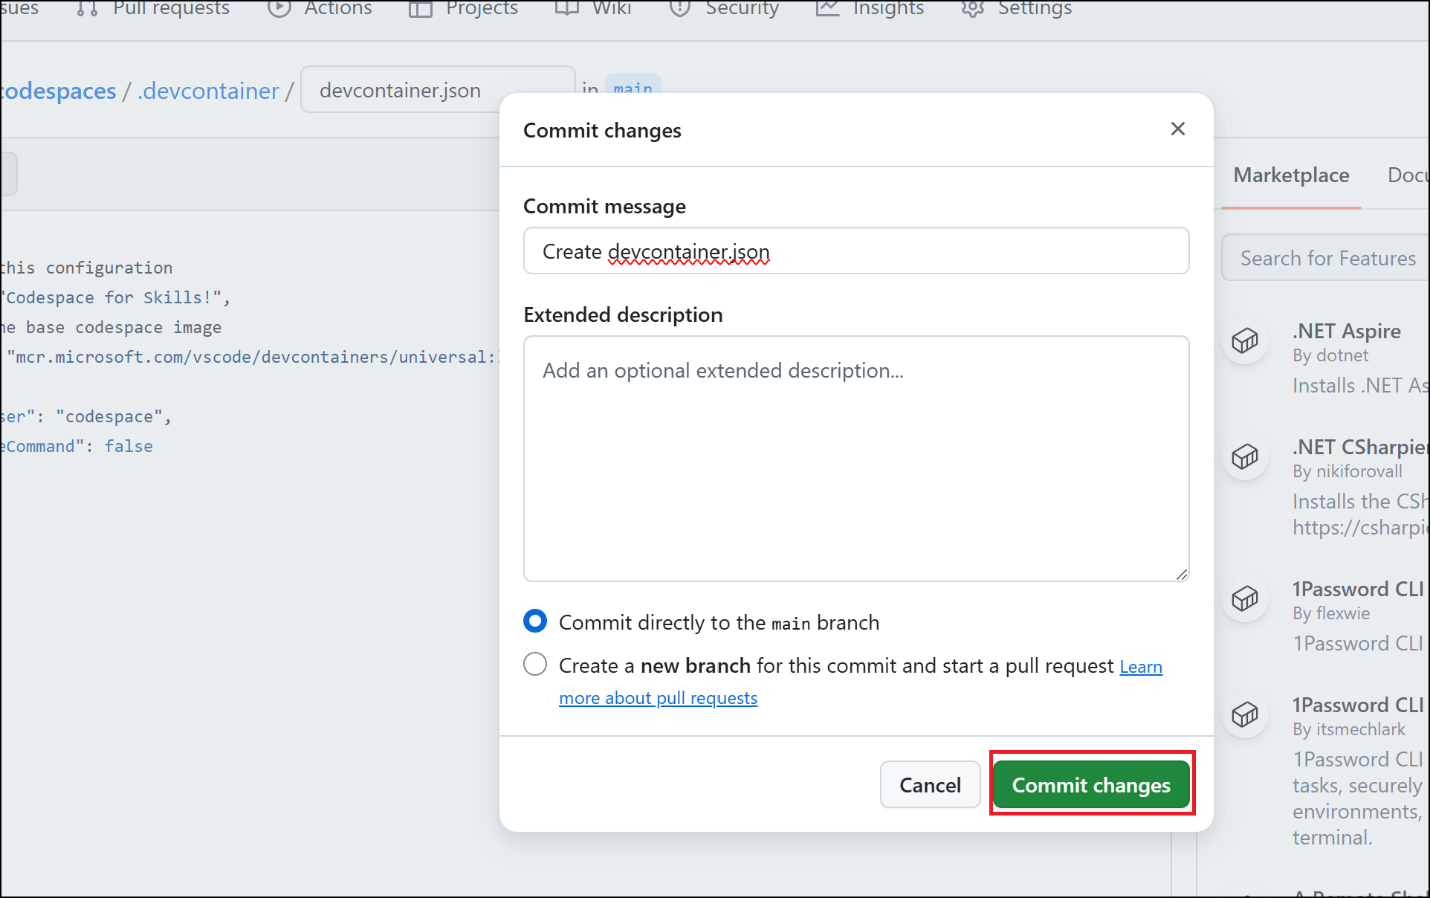 sues Pull requests Actions Projects Wiki Security Insights Settings
codespaces / .devcontainer / devcontainer.json in main
Commit changes
Marketplace Docu
Commit message
Create devcontainer.json
Search for Features
this configuration
"Codespace for Skills!",
ne base codespace image
"mcr.microsoft.com/vscode/devcontainers/universal:
ser": "codespace",
eCommand": false
Extended description
Add an optional extended description...
.NET Aspire
By dotnet
Installs .NET As
.NET CSharpier
By nikiforovall
Installs the CSh
https://csharpie
1Password CLI
By flexwie
1Password CLI
1Password CLI
By itsmechlark
1Password CLI
tasks, securely
environments,
terminal.
Commit directly to the main branch
Create a new branch for this commit and start a pull request Learn
more about pull requests
Cancel Commit changes